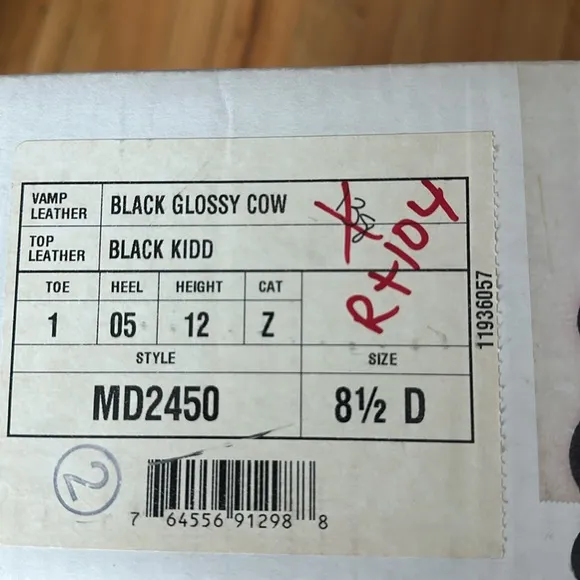 VAMP LEATHER BLACK GLOSSY COW
TOP LEATHER BLACK KIDD
TOE HEEL HEIGHT CAT
1 05 12 Z
STYLE SIZE
MD2450 8½ D
R+104
11936057
2
7 64556 91298 8